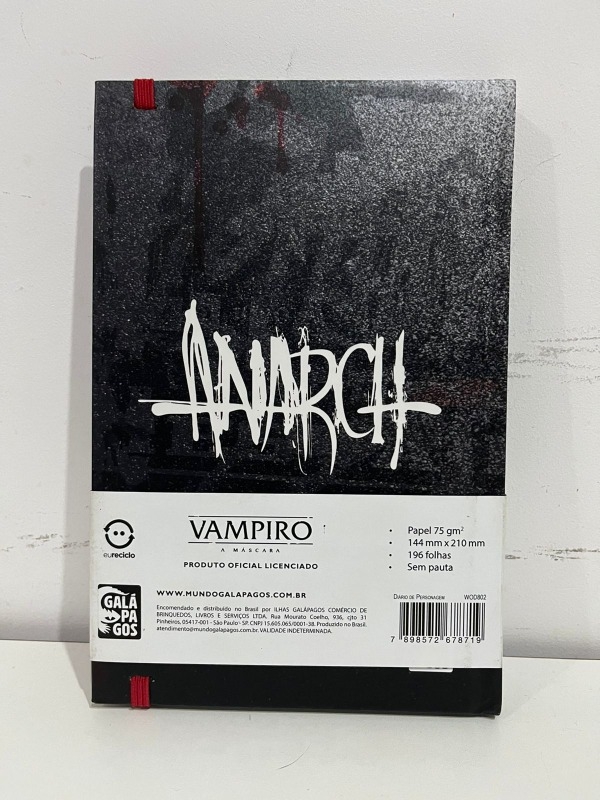 ANARCH
eureciclo
VAMPIRO
A MÁSCARA
PRODUTO OFICIAL LICENCIADO
• Papel 75 gm²
• 144 mm x 210 mm
• 196 folhas
• Sem pauta
GALÁ
PA
GOS
WWW.MUNDOGALAPAGOS.COM.BR
Encomendado e distribuído no Brasil por ILHAS GALÁPAGOS COMÉRCIO DE
BRINQUEDOS, LIVROS E SERVIÇOS LTDA. Rua Mourato Coelho, 936, cjto 31
Pinheiros, 05417-001 - São Paulo - SP. CNPJ 15.605.065/0001-38. Produzido no Brasil.
atendimento@mundogalapagos.com.br. VALIDADE INDETERMINADA.
Diário de Personagem WOD802
7 898572 678719